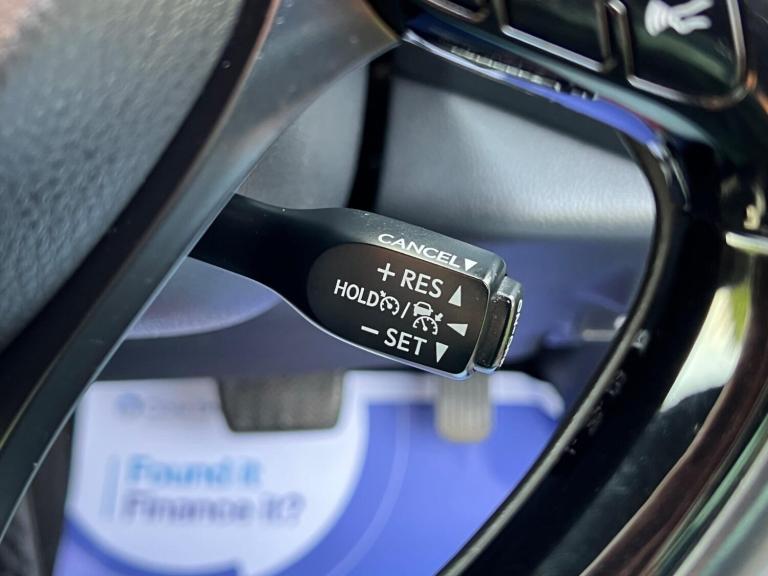 CANCEL▼
+ RES ▲
HOLD /
− SET ▼
Found it
Finance it?